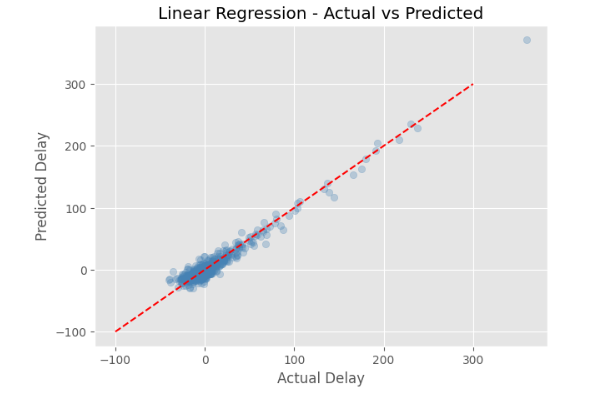 Linear Regression - Actual vs Predicted
300
200
100
0
−100
Predicted Delay
−100 0 100 200 300
Actual Delay